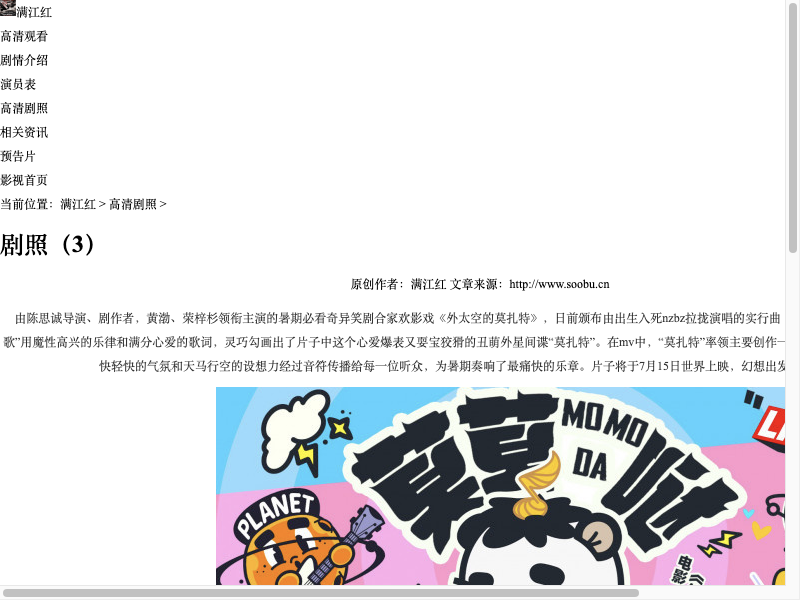 满江红
高清观看
剧情介绍
演员表
高清剧照
相关资讯
预告片
影视首页
当前位置：满江红 > 高清剧照 >
剧照（3）
原创作者：满江红 文章来源：http://www.soobu.cn
由陈思诚导演、剧作者，黄渤、荣梓杉领衔主演的暑期必看奇异笑剧合家欢影戏《外太空的莫扎特》，日前颁布由出生入死nzbz拉拢演唱的实行曲
歌”用魔性高兴的乐律和满分心爱的歌词，灵巧勾画出了片子中这个心爱爆表又要宝狡猾的丑萌外星间谍“莫扎特”。在mv中，“莫扎特”率领主要创作一
快轻快的气氛和天马行空的设想力经过音符传播给每一位听众，为暑期奏响了最痛快的乐章。片子将于7月15日世界上映，幻想出发
莫莫
MOMO
DA
PLANET
电影《